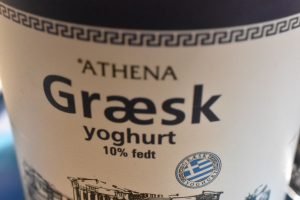 *ATHENA
Græsk
yoghurt
10% fedt